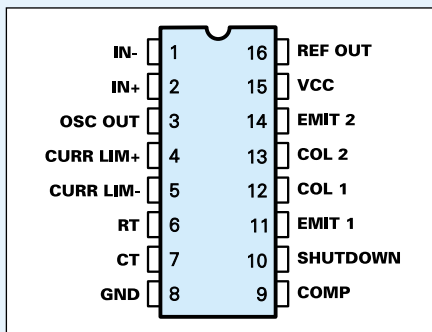 IN- 1 16 REF OUT
IN+ 2 15 VCC
OSC OUT 3 14 EMIT 2
CURR LIM+ 4 13 COL 2
CURR LIM- 5 12 COL 1
RT 6 11 EMIT 1
CT 7 10 SHUTDOWN
GND 8 9 COMP